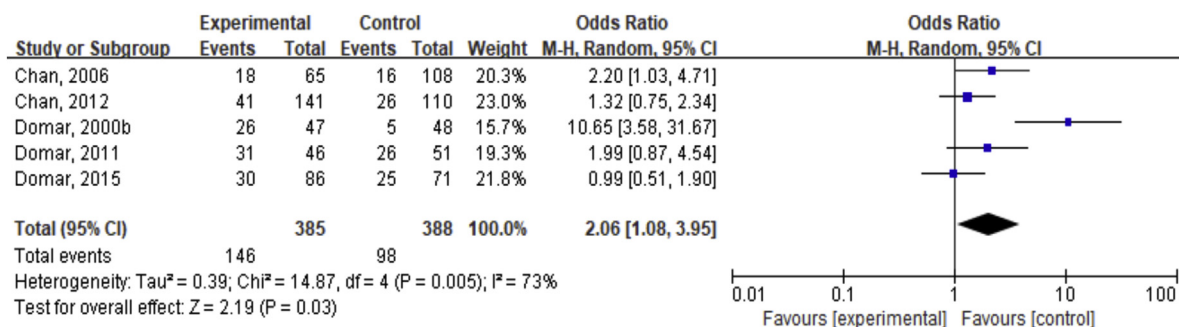 Experimental Control Odds Ratio Odds Ratio
Study or Subgroup Events Total Events Total Weight M-H, Random, 95% CI M-H, Random, 95% CI
Chan, 2006 18 65 16 108 20.3% 2.20 [1.03, 4.71]
Chan, 2012 41 141 26 110 23.0% 1.32 [0.75, 2.34]
Domar, 2000b 26 47 5 48 15.7% 10.65 [3.58, 31.67]
Domar, 2011 31 46 26 51 19.3% 1.99 [0.87, 4.54]
Domar, 2015 30 86 25 71 21.8% 0.99 [0.51, 1.90]
Total (95% CI) 385 388 100.0% 2.06 [1.08, 3.95]
Total events 146 98
Heterogeneity: Tau² = 0.39; Chi² = 14.87, df = 4 (P = 0.005); I² = 73%
Test for overall effect: Z = 2.19 (P = 0.03)
0.01 0.1 1 10 100
Favours [experimental] Favours [control]